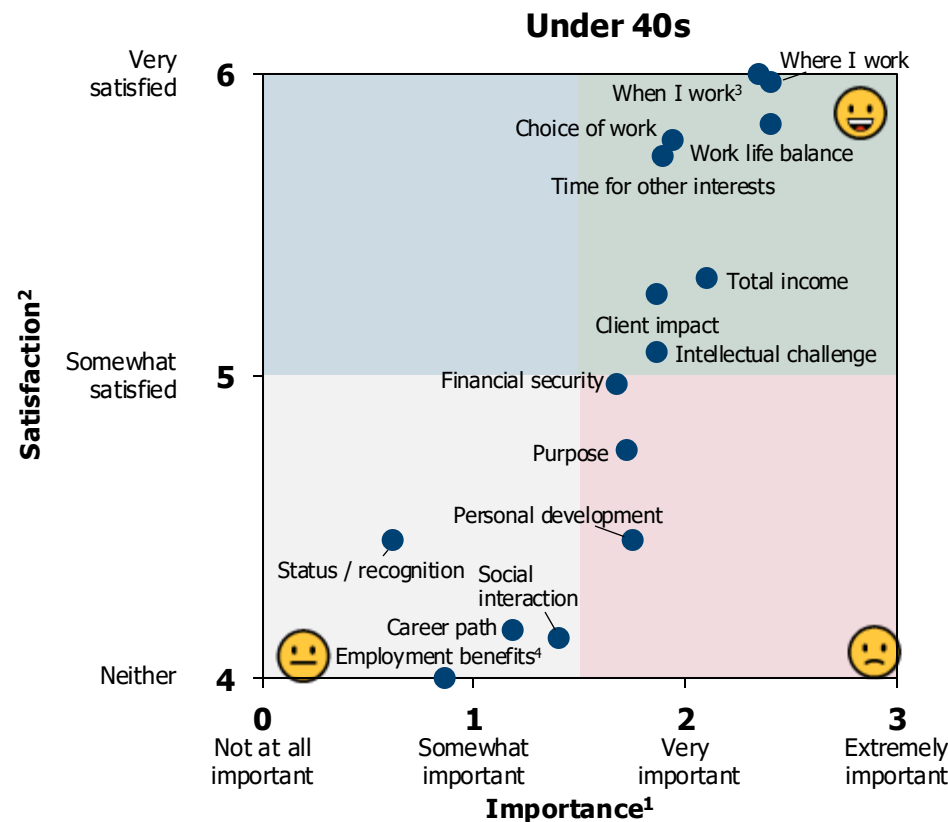 Under 40s
Very
satisfied
6
Where I work
When I work³
Choice of work
Work life balance
Time for other interests
Total income
Client impact
Intellectual challenge
Somewhat
satisfied
5
Financial security
Purpose
Personal development
Status / recognition
Social
interaction
Career path
Employment benefits⁴
Neither
4
Satisfaction²
0
1
2
3
Not at all
important
Somewhat
important
Very
important
Extremely
important
Importance¹